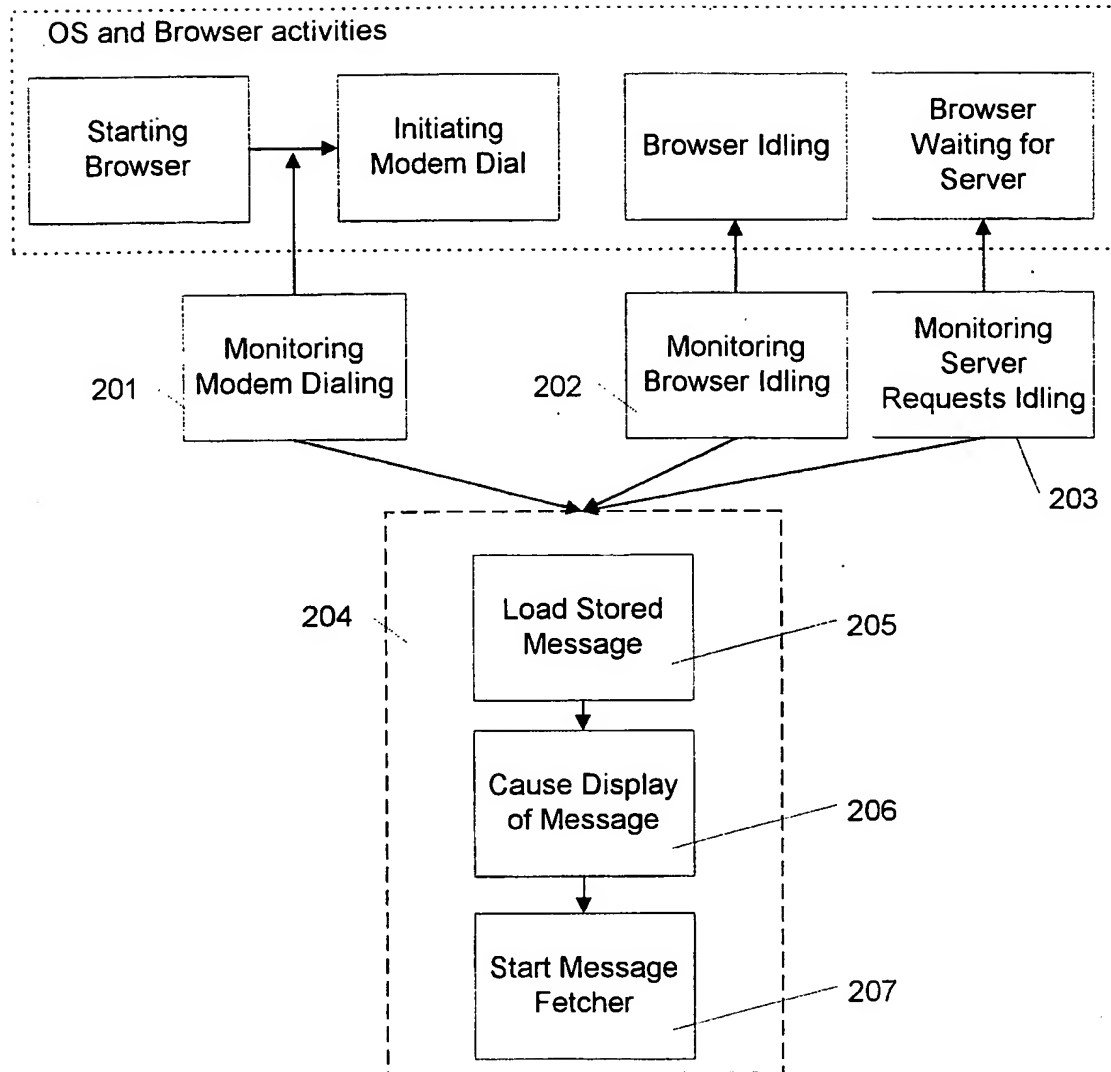 OS and Browser activities
Starting
Browser
Initiating
Modem Dial
Browser Idling
Browser
Waiting for
Server
Monitoring
Modem Dialing
201
Monitoring
Browser Idling
202
Monitoring
Server
Requests Idling
203
204
Load Stored
Message
205
Cause Display
of Message
206
Start Message
Fetcher
207